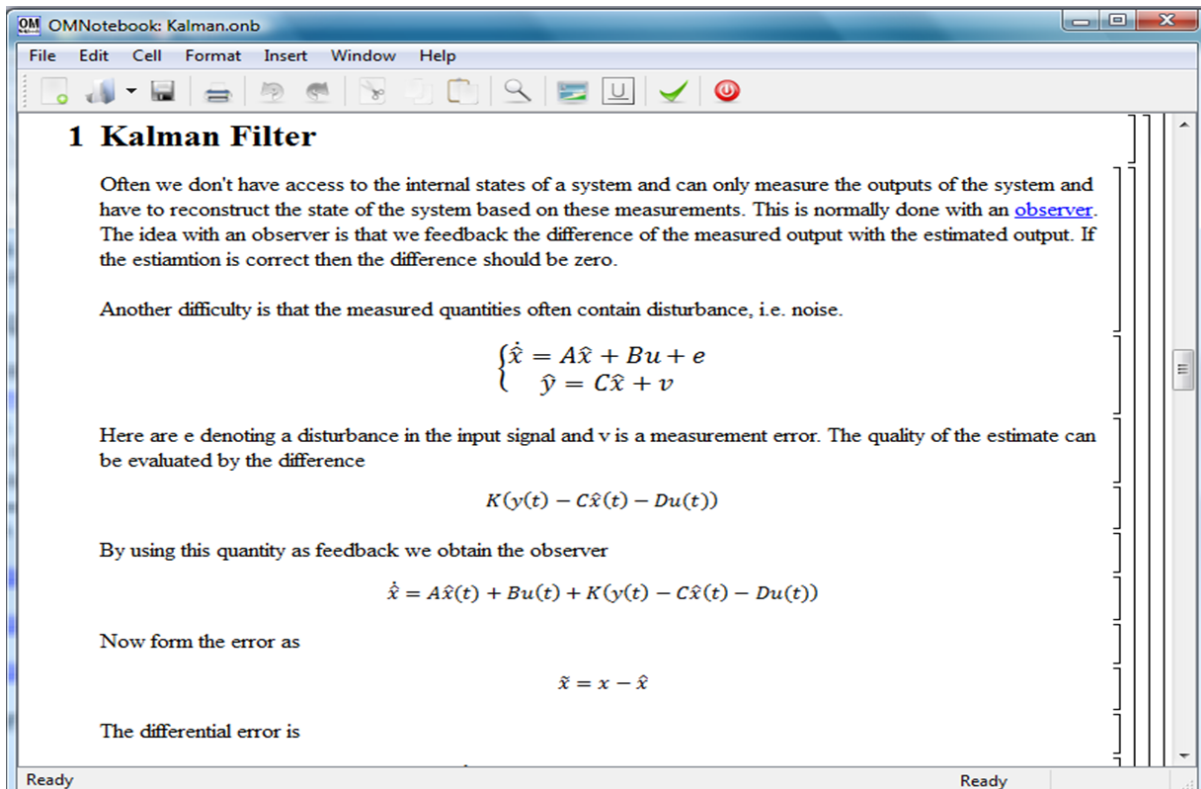 OM OMNotebook: Kalman.onb
File Edit Cell Format Insert Window Help
U
1 Kalman Filter
Often we don't have access to the internal states of a system and can only measure the outputs of the system and
have to reconstruct the state of the system based on these measurements. This is normally done with an observer.
The idea with an observer is that we feedback the difference of the measured output with the estimated output. If
the estiamtion is correct then the difference should be zero.
Another difficulty is that the measured quantities often contain disturbance, i.e. noise.
{ẋ̂ = Ax̂ + Bu + e
ŷ = Cx̂ + v
Here are e denoting a disturbance in the input signal and v is a measurement error. The quality of the estimate can
be evaluated by the difference
K(y(t) − Cx̂(t) − Du(t))
By using this quantity as feedback we obtain the observer
x̂̇ = Ax̂(t) + Bu(t) + K(y(t) − Cx̂(t) − Du(t))
Now form the error as
x̃ = x − x̂
The differential error is
Ready Ready